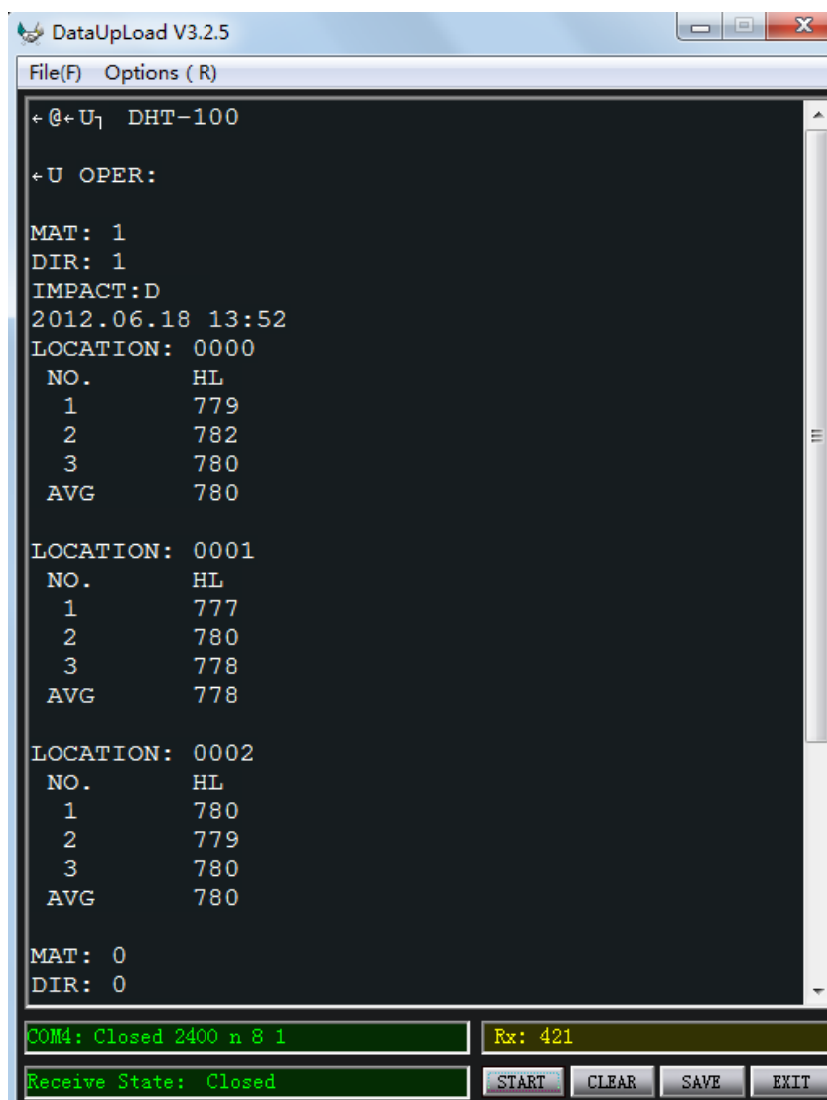 DataUpLoad V3.2.5
File(F) Options ( R)
←@←U┐ DHT-100
←U OPER:
MAT: 1
DIR: 1
IMPACT:D
2012.06.18 13:52
LOCATION: 0000
NO. HL
1 779
2 782
3 780
AVG 780
LOCATION: 0001
NO. HL
1 777
2 780
3 778
AVG 778
LOCATION: 0002
NO. HL
1 780
2 779
3 780
AVG 780
MAT: 0
DIR: 0
COM4: Closed 2400 n 8 1 Rx: 421
Receive State: Closed START CLEAR SAVE EXIT